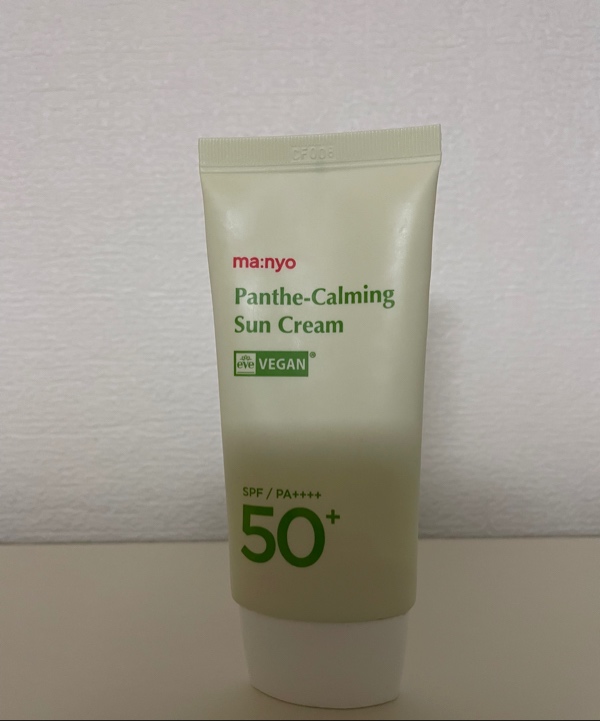 ma:nyo
Panthe-Calming
Sun Cream
eve VEGAN®
SPF / PA++++
50+